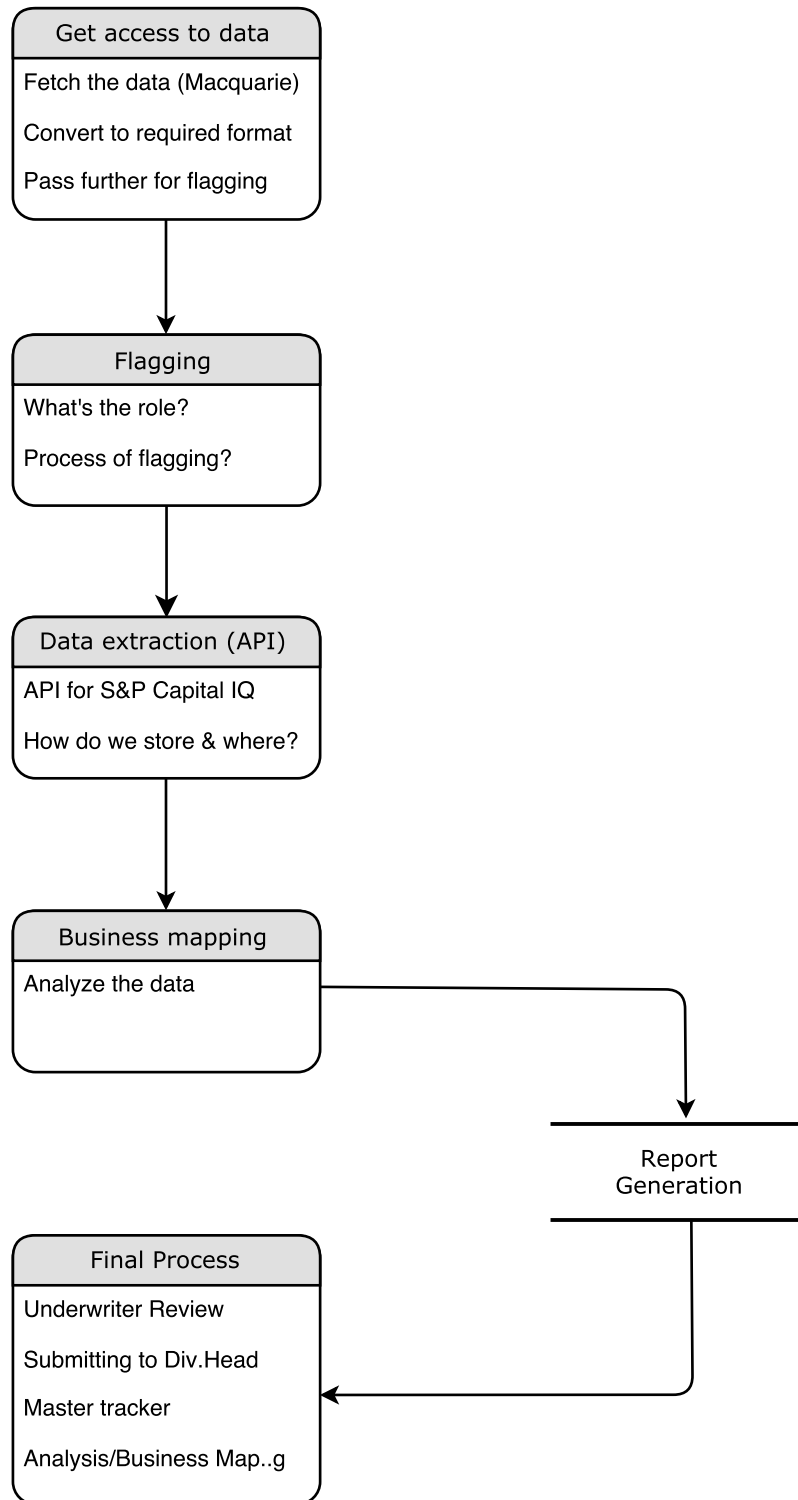 Get access to data
Fetch the data (Macquarie)
Convert to required format
Pass further for flagging
Flagging
What's the role?
Process of flagging?
Data extraction (API)
API for S&P Capital IQ
How do we store & where?
Business mapping
Analyze the data
Report
Generation
Final Process
Underwriter Review
Submitting to Div.Head
Master tracker
Analysis/Business Map..g